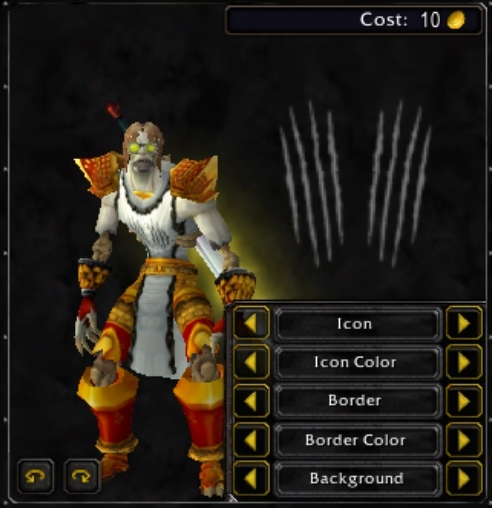 Cost: 10
Icon
Icon Color
Border
Border Color
Background